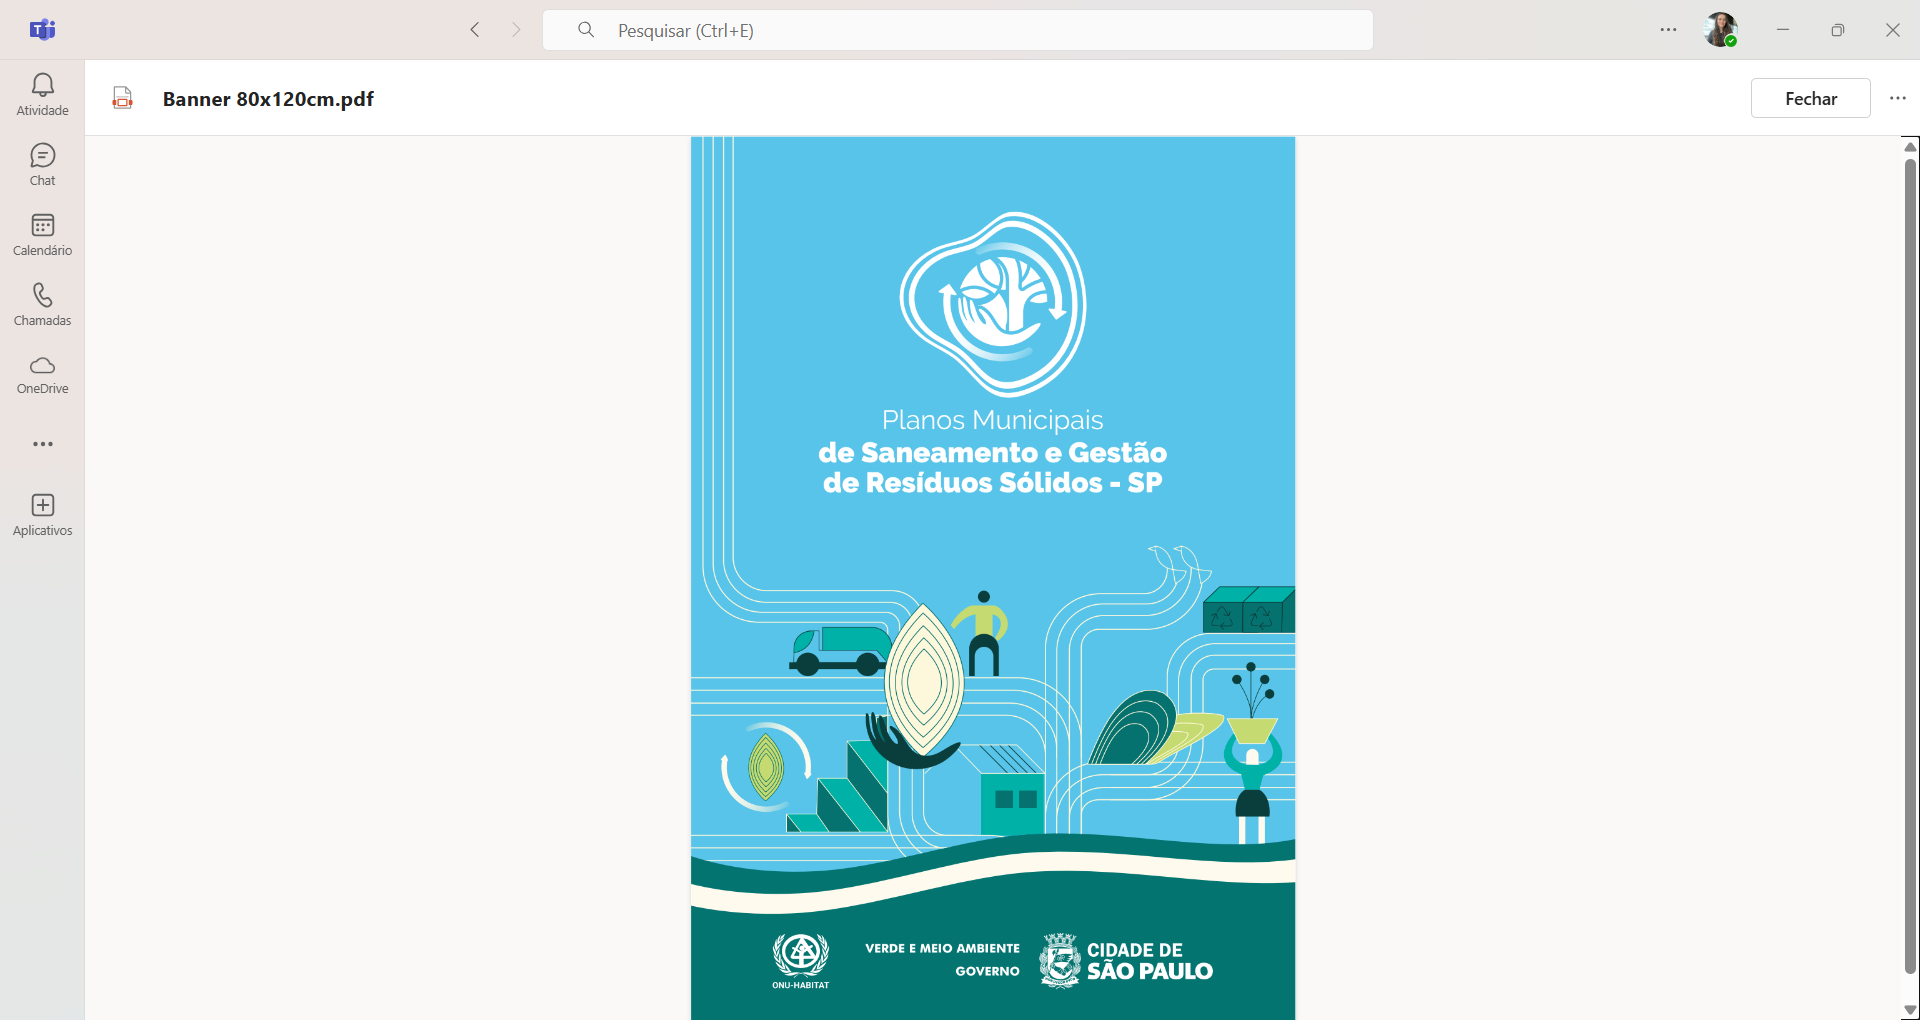 Pesquisar (Ctrl+E)
Atividade
Chat
Calendário
Chamadas
OneDrive
Aplicativos
Banner 80x120cm.pdf
Fechar
Planos Municipais
de Saneamento e Gestão
de Resíduos Sólidos - SP
ONU-HABITAT
VERDE E MEIO AMBIENTE
GOVERNO
CIDADE DE
SÃO PAULO